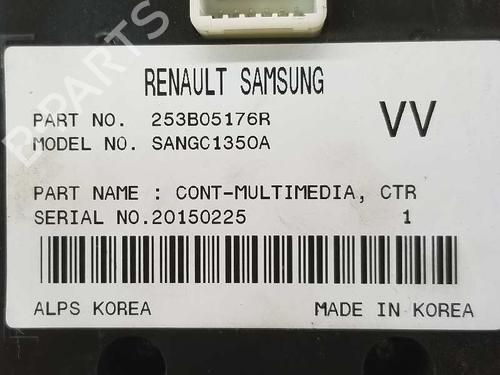 RENAULT SAMSUNG
PART NO. 253B05176R
VV
MODEL NO. SANGC1350A
PART NAME : CONT-MULTIMEDIA, CTR
SERIAL NO.20150225 1
ALPS KOREA MADE IN KOREA
B-PARTS